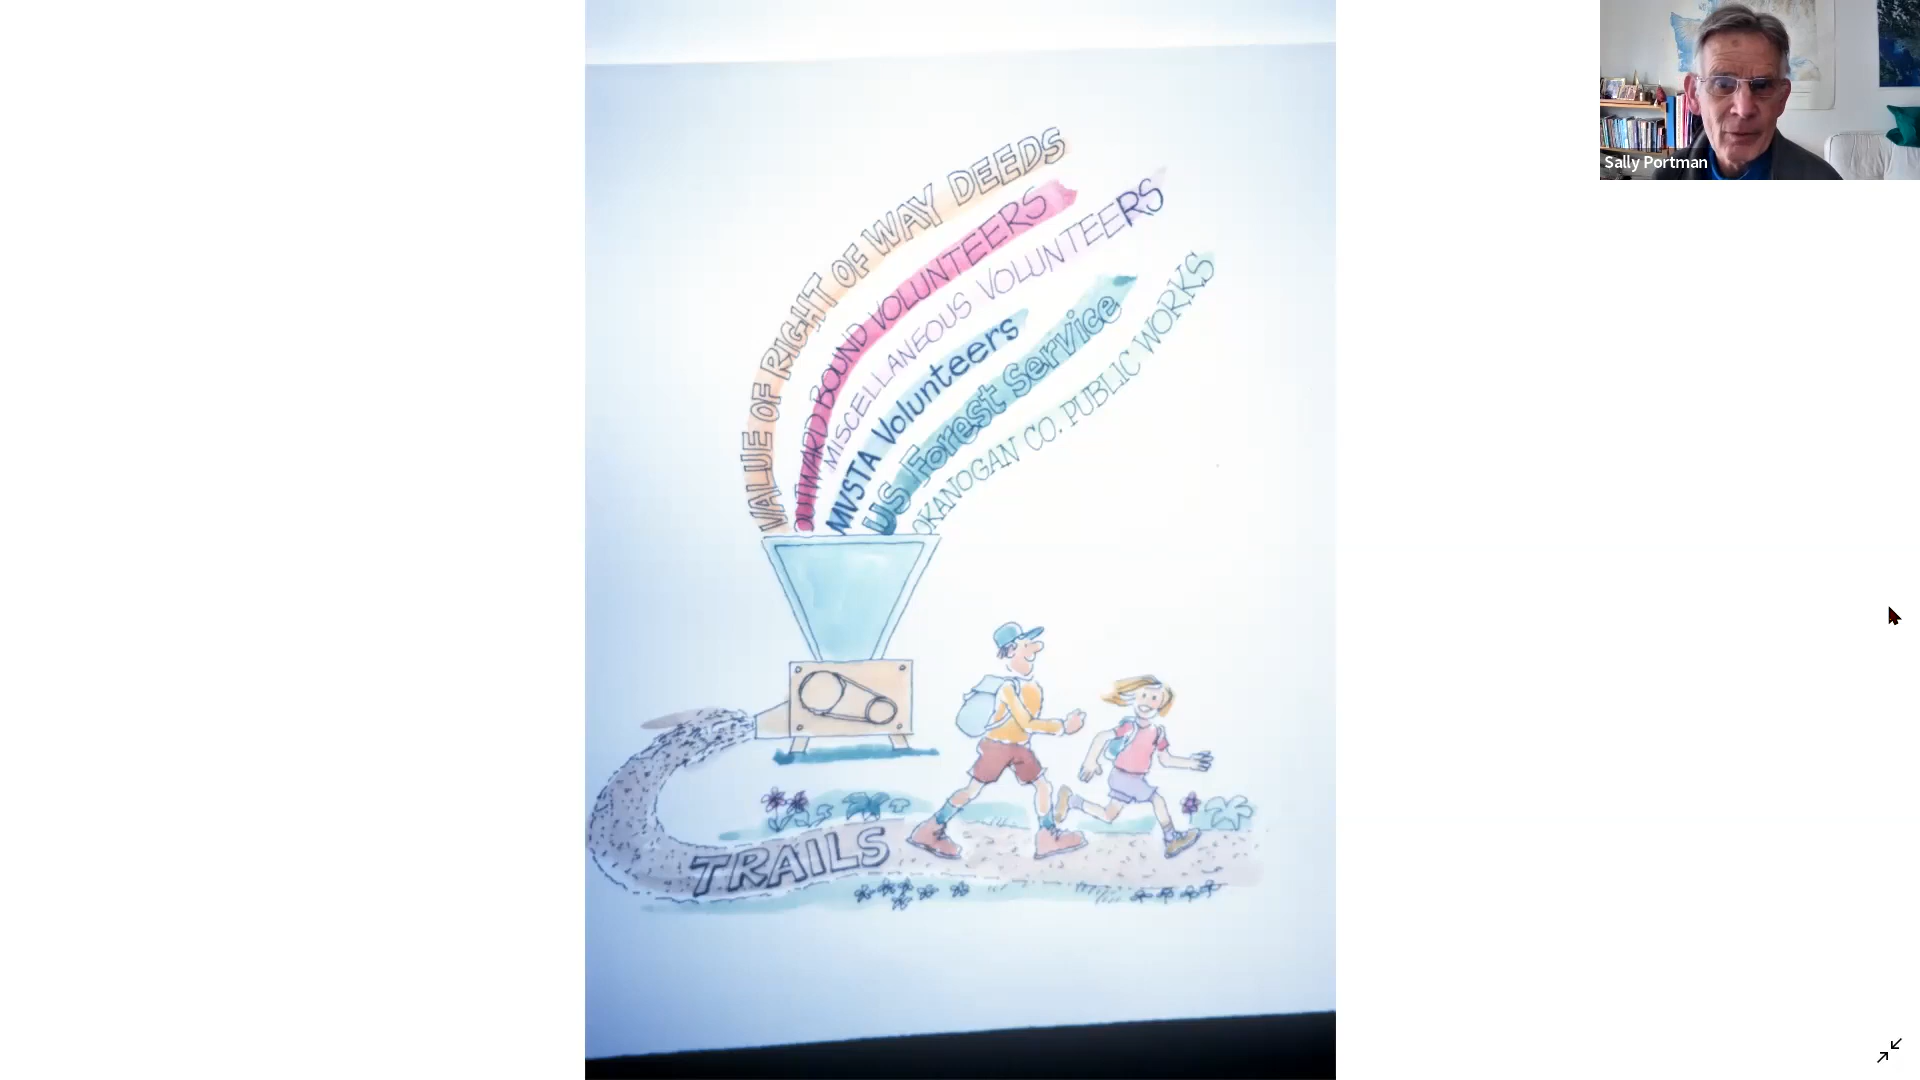 VALUE OF RIGHT OF WAY DEEDS
OUTWARD BOUND VOLUNTEERS
MISCELLANEOUS VOLUNTEERS
MVSTA Volunteers
US Forest Service
OKANOGAN CO. PUBLIC WORKS
TRAILS
Sally Portman